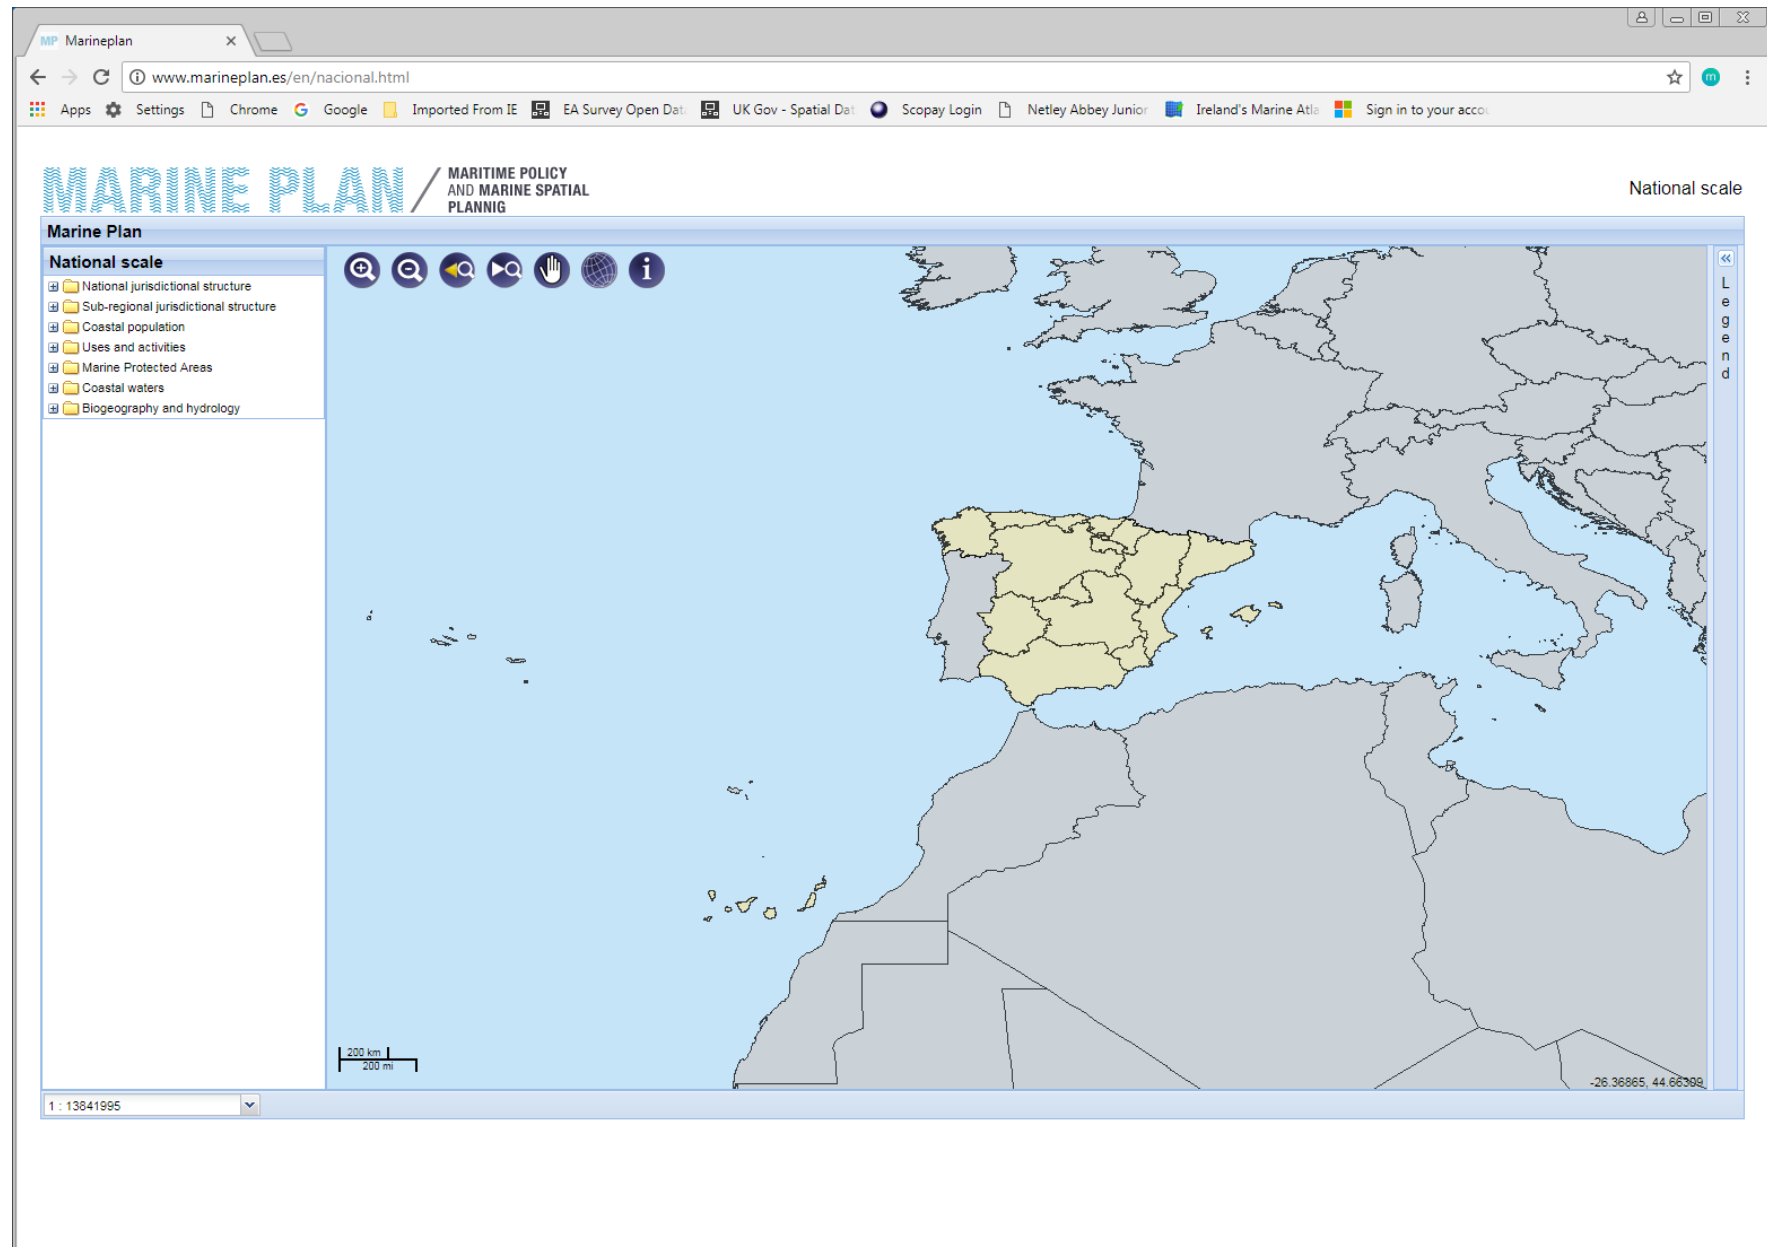 MP Marineplan
www.marineplan.es/en/nacional.html
m
Apps Settings Chrome G Google Imported From IE EA Survey Open Dat UK Gov - Spatial Dat Scopay Login Netley Abbey Junior Ireland's Marine Atla Sign in to your accou
MARINE PLAN
MARITIME POLICY
AND MARINE SPATIAL
PLANNIG
National scale
Marine Plan
National scale
National jurisdictional structure
Sub-regional jurisdictional structure
Coastal population
Uses and activities
Marine Protected Areas
Coastal waters
Biogeography and hydrology
i
Legend
200 km
200 mi
-26.36865, 44.66309
1 : 13841995